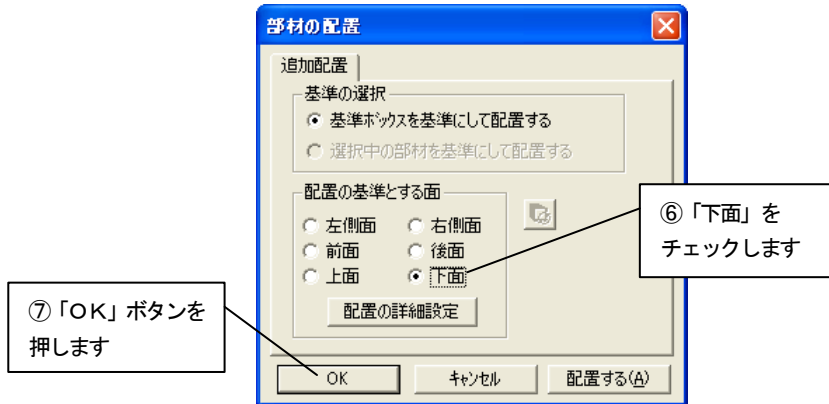 部材の配置
追加配置
基準の選択
基準ボックスを基準にして配置する
選択中の部材を基準にして配置する
配置の基準とする面
左側面 右側面
前面 後面
上面 下面
配置の詳細設定
⑥「下面」を
チェックします
⑦「OK」ボタンを
押します
OK キャンセル 配置する(A)